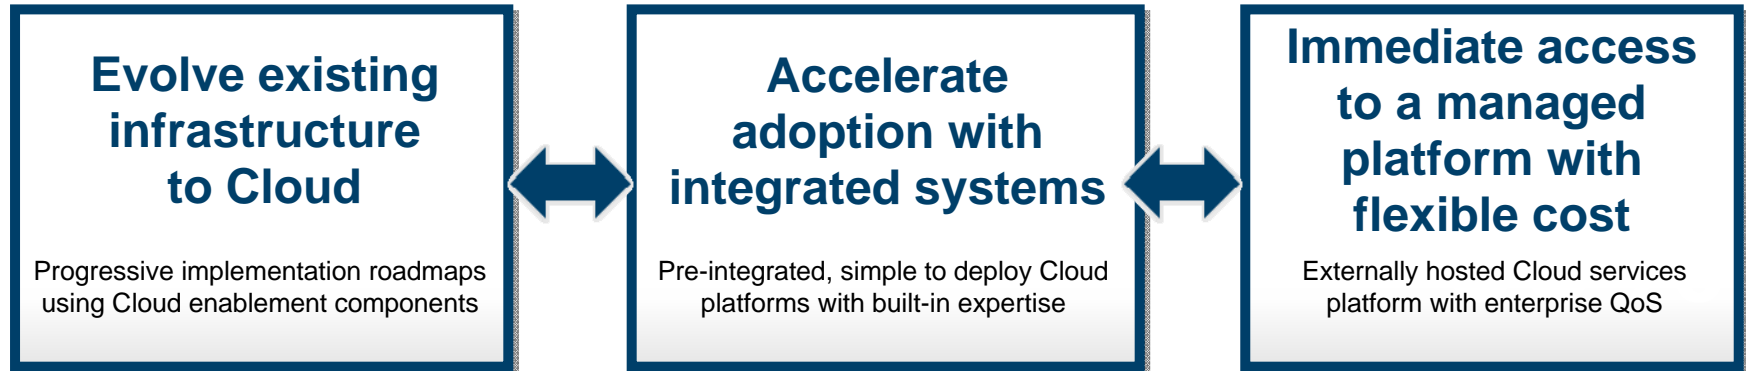 Evolve existing
infrastructure
to Cloud
Progressive implementation roadmaps
using Cloud enablement components
Accelerate
adoption with
integrated systems
Pre-integrated, simple to deploy Cloud
platforms with built-in expertise
Immediate access
to a managed
platform with
flexible cost
Externally hosted Cloud services
platform with enterprise QoS